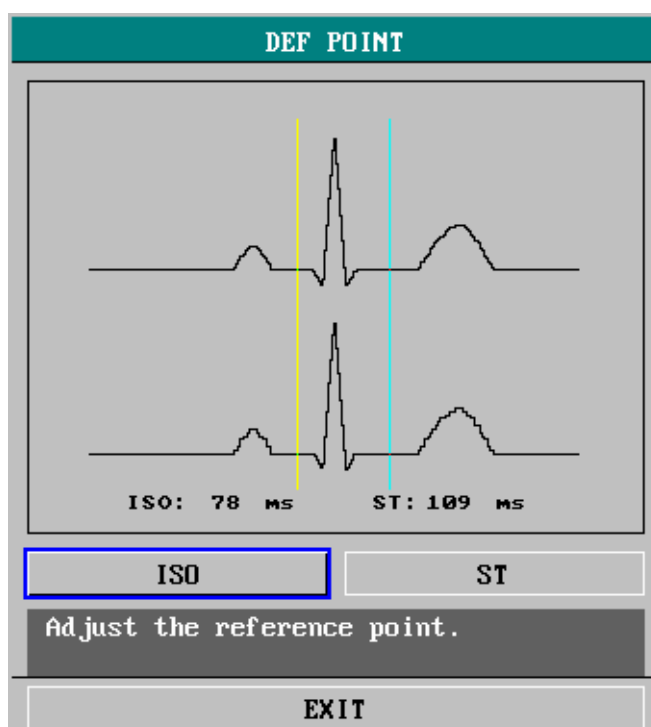 DEF POINT
ISO: 78 ms ST: 109 ms
ISO ST
Adjust the reference point.
EXIT